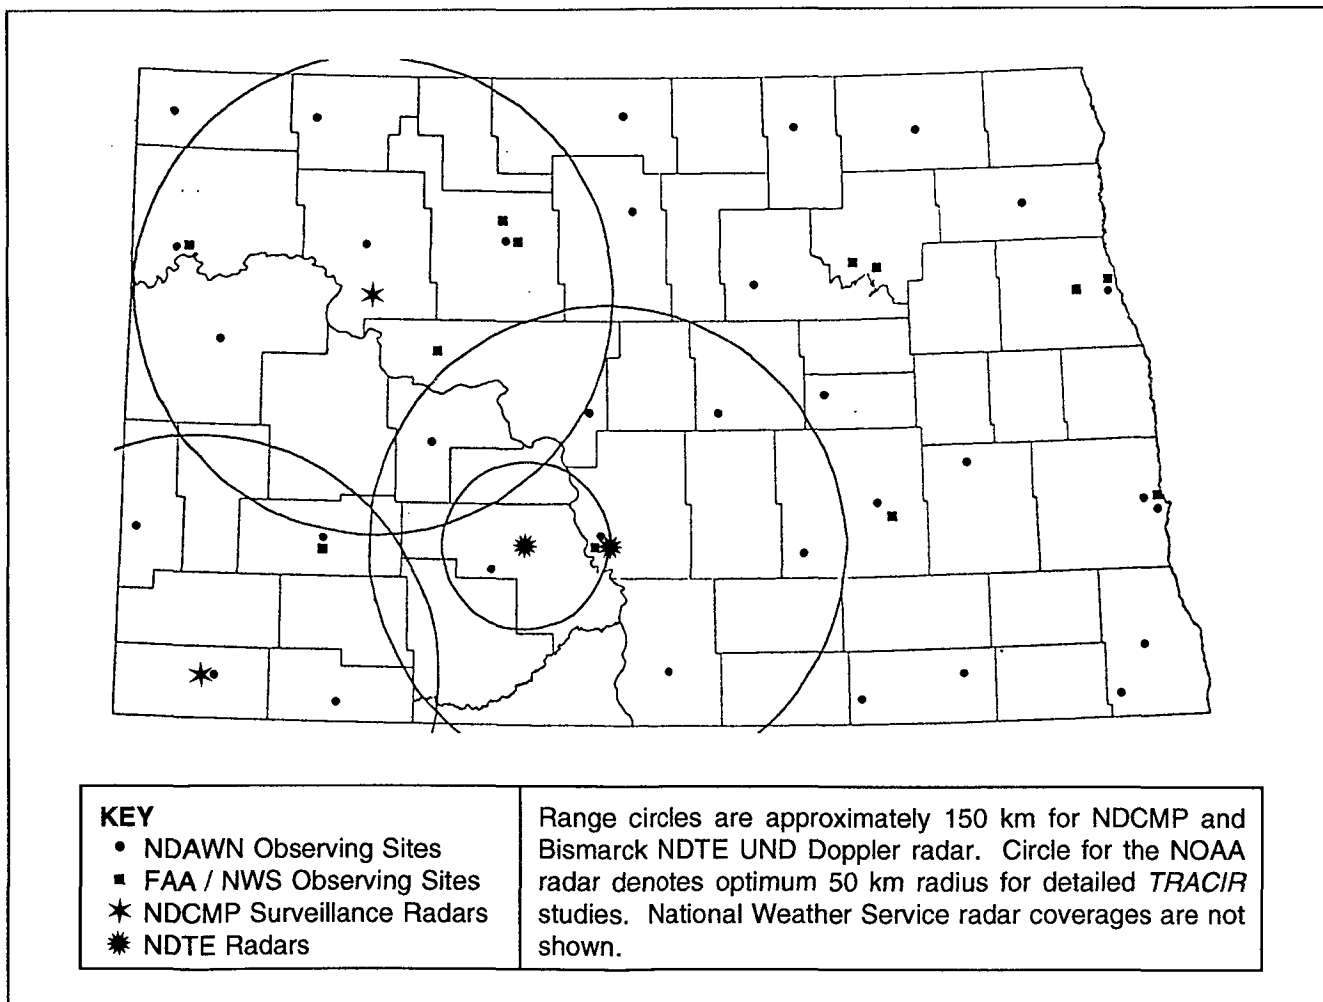 KEY
• NDAWN Observing Sites
■ FAA / NWS Observing Sites
✶ NDCMP Surveillance Radars
✹ NDTE Radars
Range circles are approximately 150 km for NDCMP and
Bismarck NDTE UND Doppler radar. Circle for the NOAA
radar denotes optimum 50 km radius for detailed TRACIR
studies. National Weather Service radar coverages are not
shown.